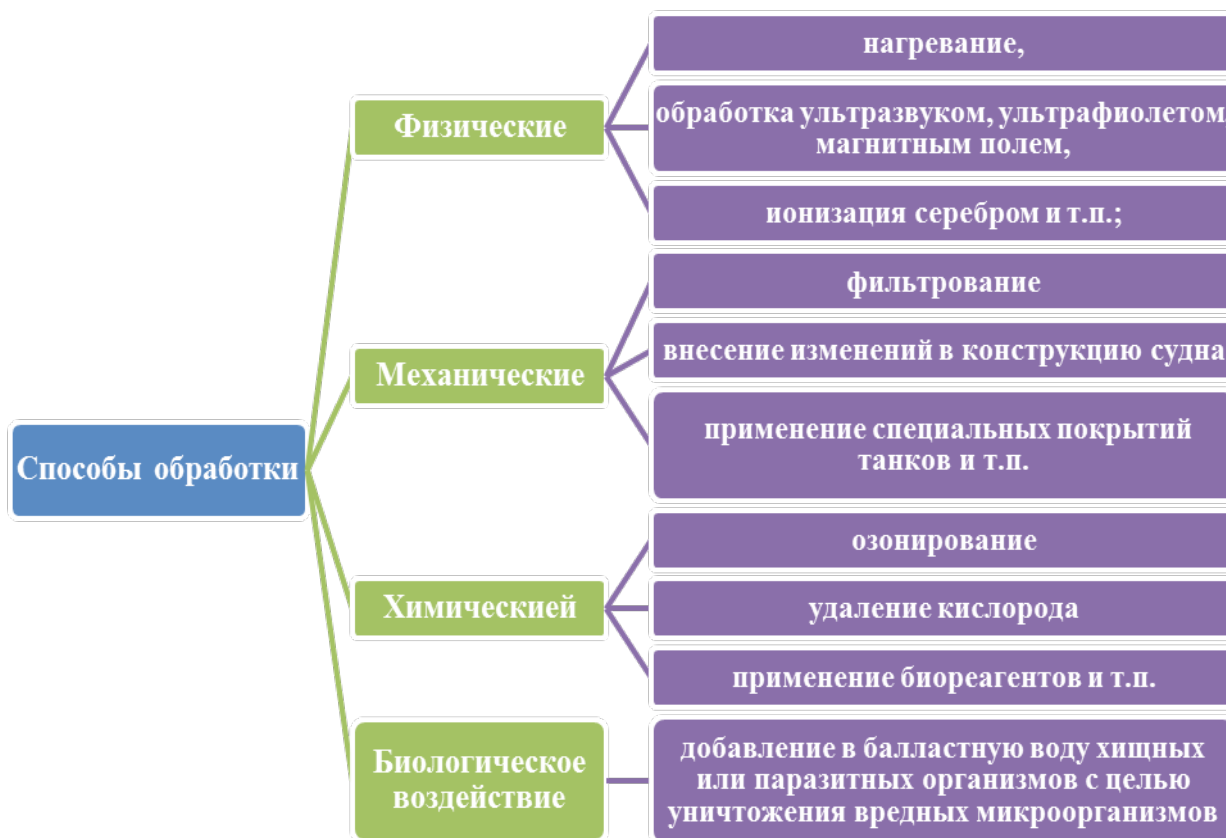 Способы обработки
Физические
нагревание,
обработка ультразвуком, ультрафиолетом,
магнитным полем,
ионизация серебром и т.п.;
Механические
фильтрование
внесение изменений в конструкцию судна
применение специальных покрытий
танков и т.п.
Химическией
озонирование
удаление кислорода
применение биореагентов и т.п.
Биологическое
воздействие
добавление в балластную воду хищных
или паразитных организмов с целью
уничтожения вредных микроорганизмов